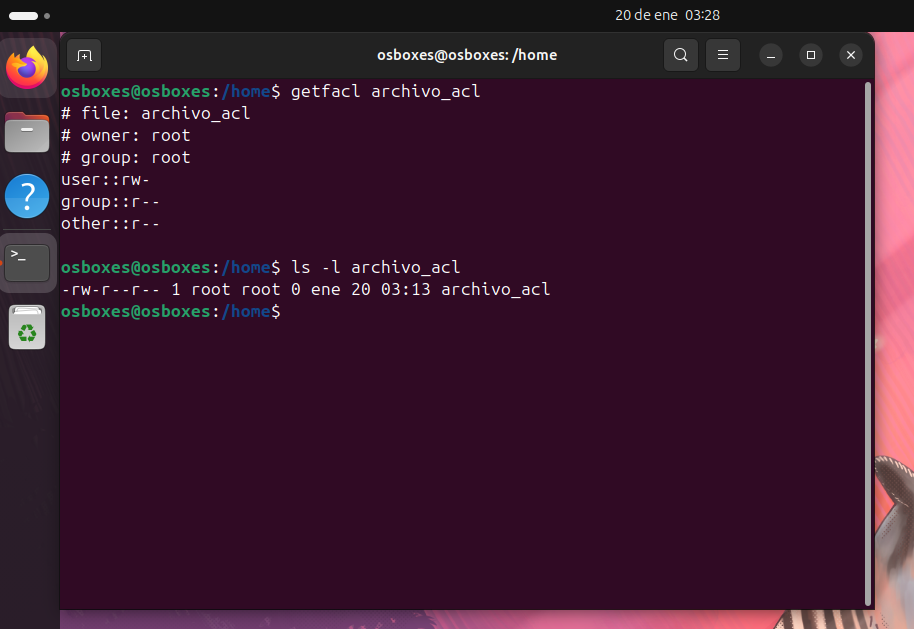 20 de ene 03:28
osboxes@osboxes: /home
osboxes@osboxes:/home$ getfacl archivo_acl
# file: archivo_acl
# owner: root
# group: root
user::rw-
group::r--
other::r--
osboxes@osboxes:/home$ ls -l archivo_acl
-rw-r--r-- 1 root root 0 ene 20 03:13 archivo_acl
osboxes@osboxes:/home$